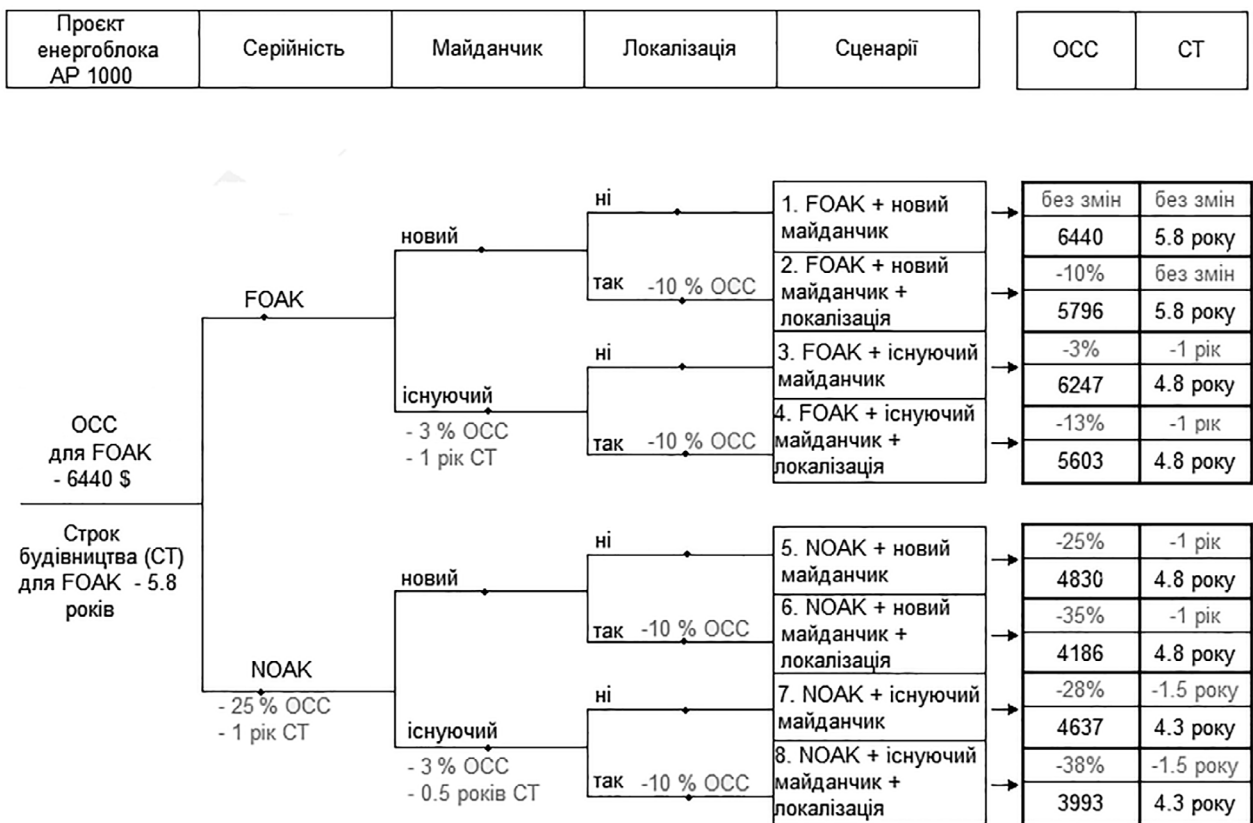 Проєкт
енергоблока
АР 1000
Серійність
Майданчик
Локалізація
Сценарії
ОСС
СТ
ОСС
для FOAK
- 6440 $
Строк
будівництва (СТ)
для FOAK - 5.8
років
FOAK
NOAK
- 25 % ОСС
- 1 рік СТ
новий
існуючий
- 3 % ОСС
- 1 рік СТ
новий
існуючий
- 3 % ОСС
- 0.5 років СТ
ні
так -10 % ОСС
ні
так -10 % ОСС
ні
так -10 % ОСС
ні
так -10 % ОСС
1. FOAK + новий
майданчик
2. FOAK + новий
майданчик +
локалізація
3. FOAK + існуючий
майданчик
4. FOAK + існуючий
майданчик +
локалізація
5. NOAK + новий
майданчик
6. NOAK + новий
майданчик +
локалізація
7. NOAK + існуючий
майданчик
8. NOAK + існуючий
майданчик +
локалізація
без змін без змін
6440 5.8 року
-10% без змін
5796 5.8 року
-3% -1 рік
6247 4.8 року
-13% -1 рік
5603 4.8 року
-25% -1 рік
4830 4.8 року
-35% -1 рік
4186 4.8 року
-28% -1.5 року
4637 4.3 року
-38% -1.5 року
3993 4.3 року